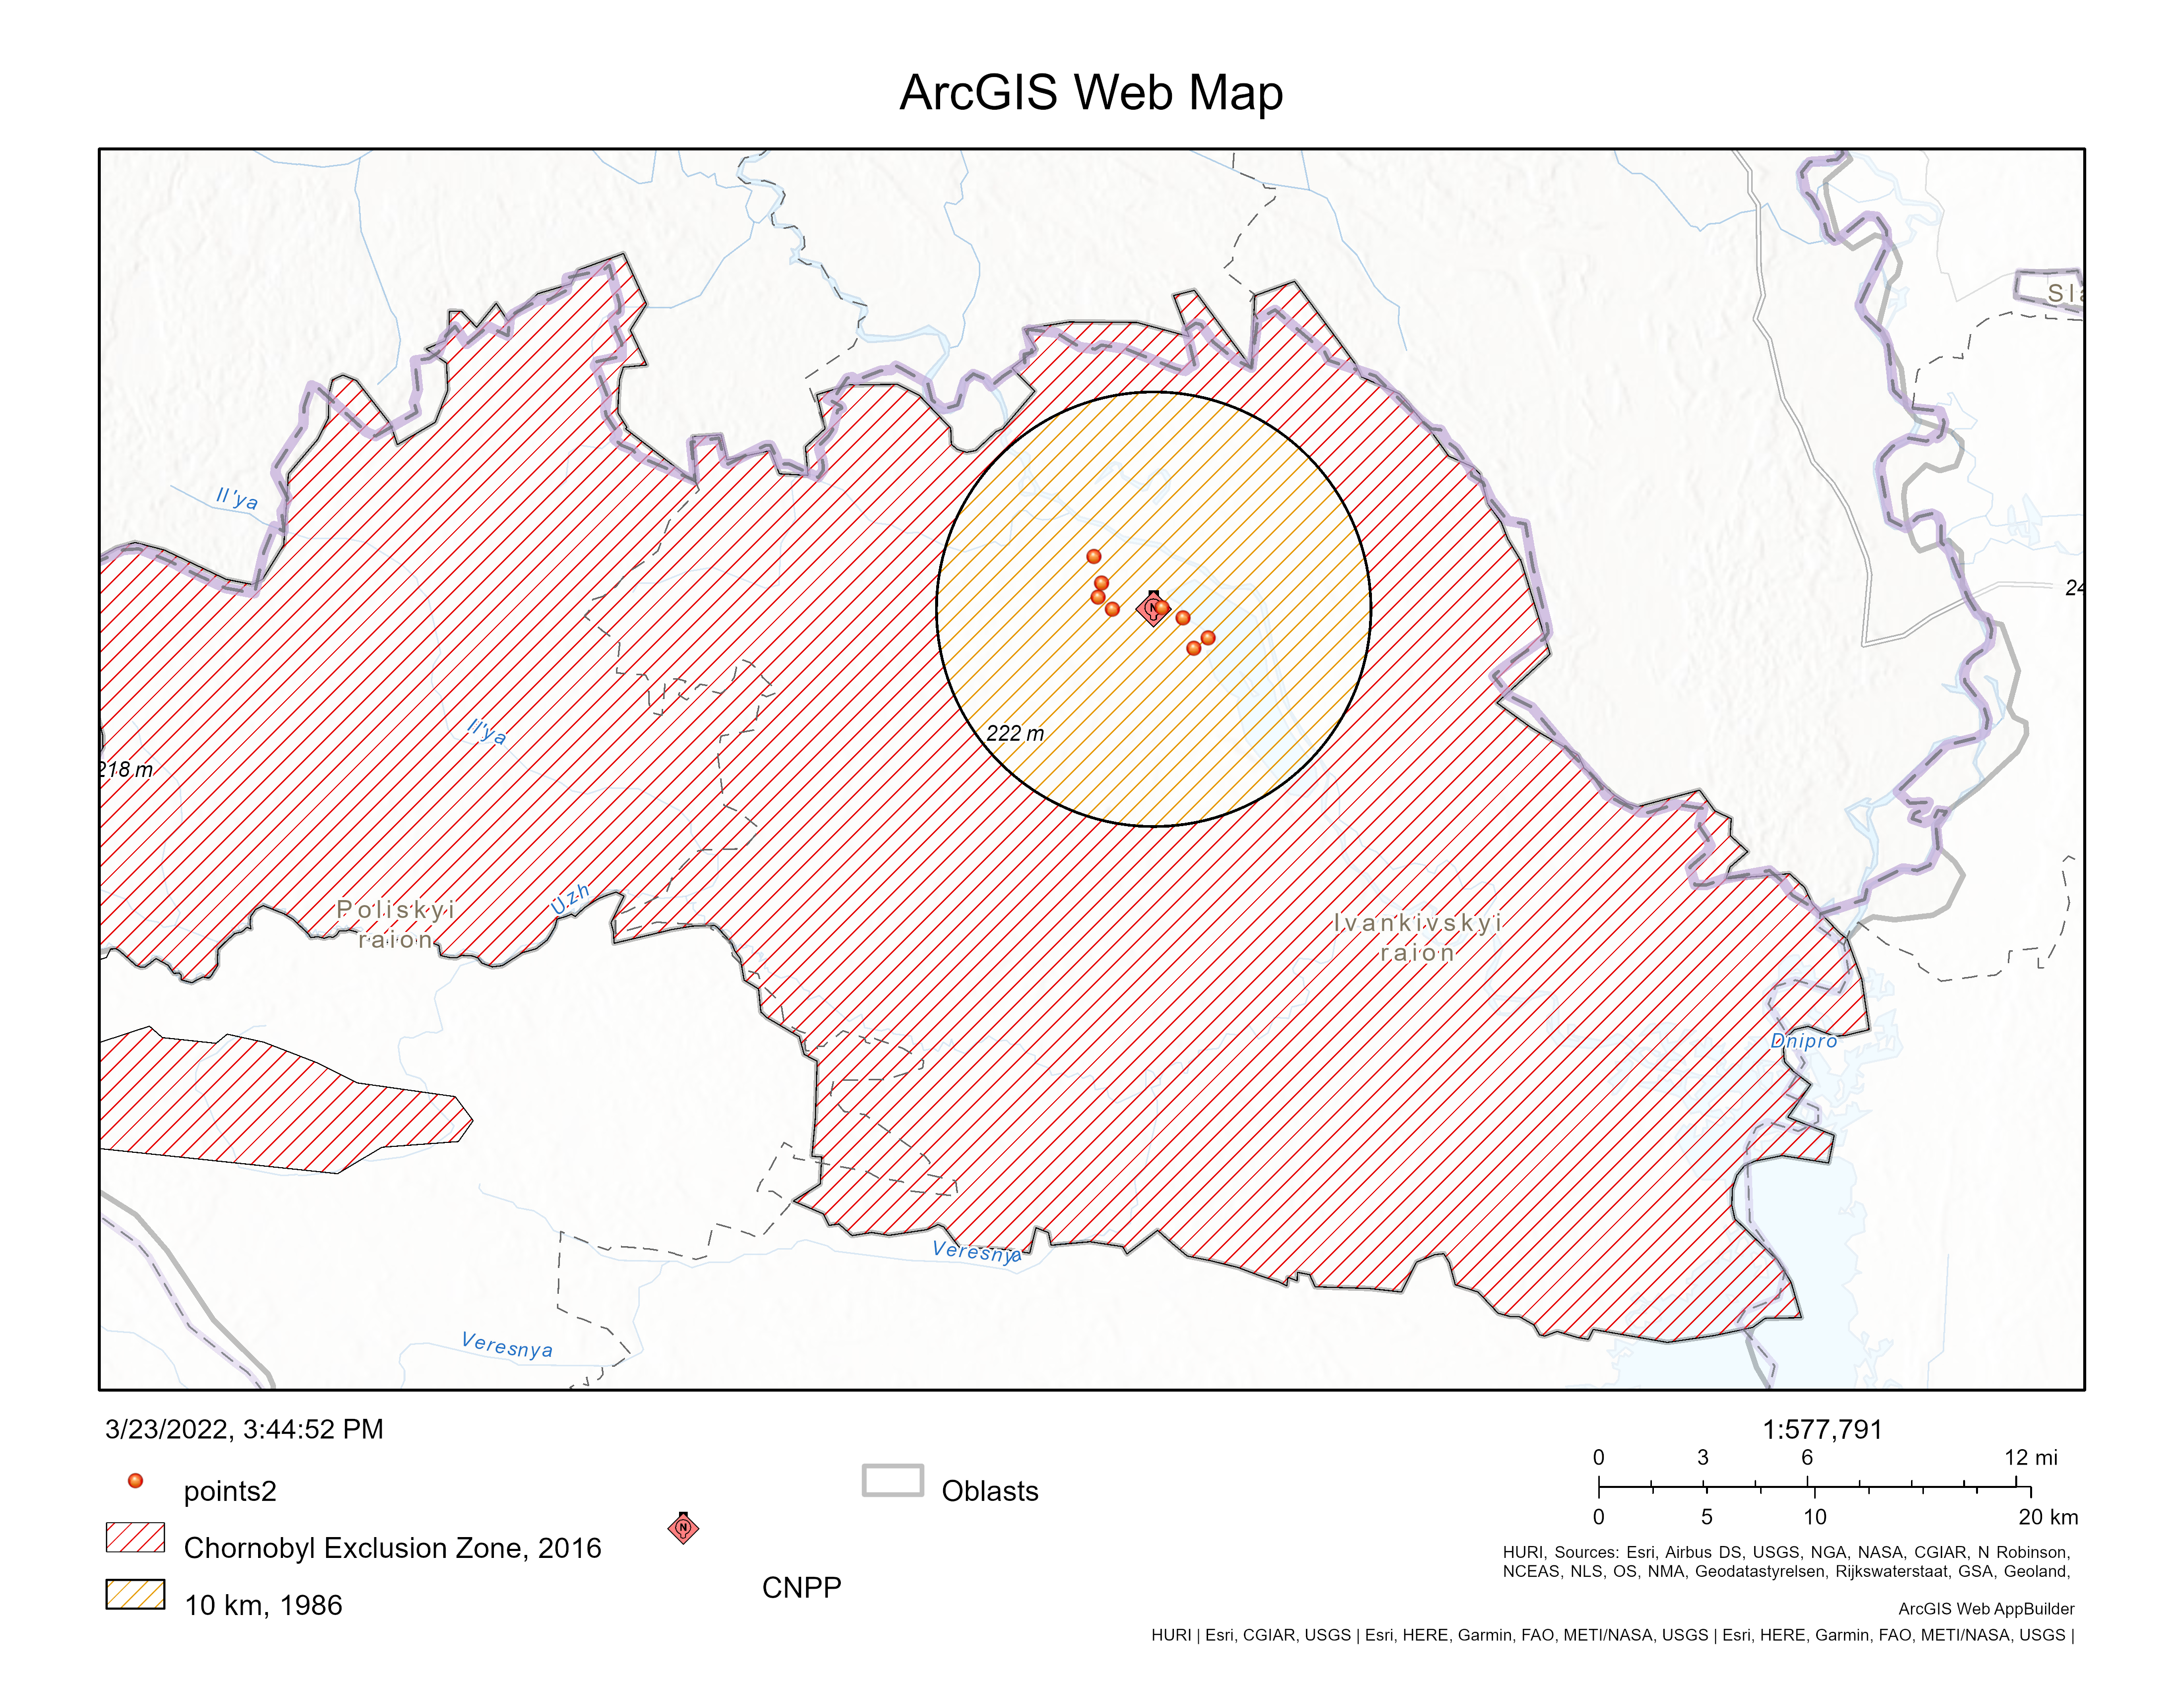 ArcGIS Web Map
Il'ya
Il'ya
218 m
222 m
Uzh
Poliskyi
raion
Ivankivskyi
raion
Dnipro
Veresnya
Veresnya
3/23/2022, 3:44:52 PM
points2
Chornobyl Exclusion Zone, 2016
10 km, 1986
N
CNPP
Oblasts
1:577,791
0 3 6 12 mi
0 5 10 20 km
HURI, Sources: Esri, Airbus DS, USGS, NGA, NASA, CGIAR, N Robinson,
NCEAS, NLS, OS, NMA, Geodatastyrelsen, Rijkswaterstaat, GSA, Geoland,
ArcGIS Web AppBuilder
HURI | Esri, CGIAR, USGS | Esri, HERE, Garmin, FAO, METI/NASA, USGS | Esri, HERE, Garmin, FAO, METI/NASA, USGS |